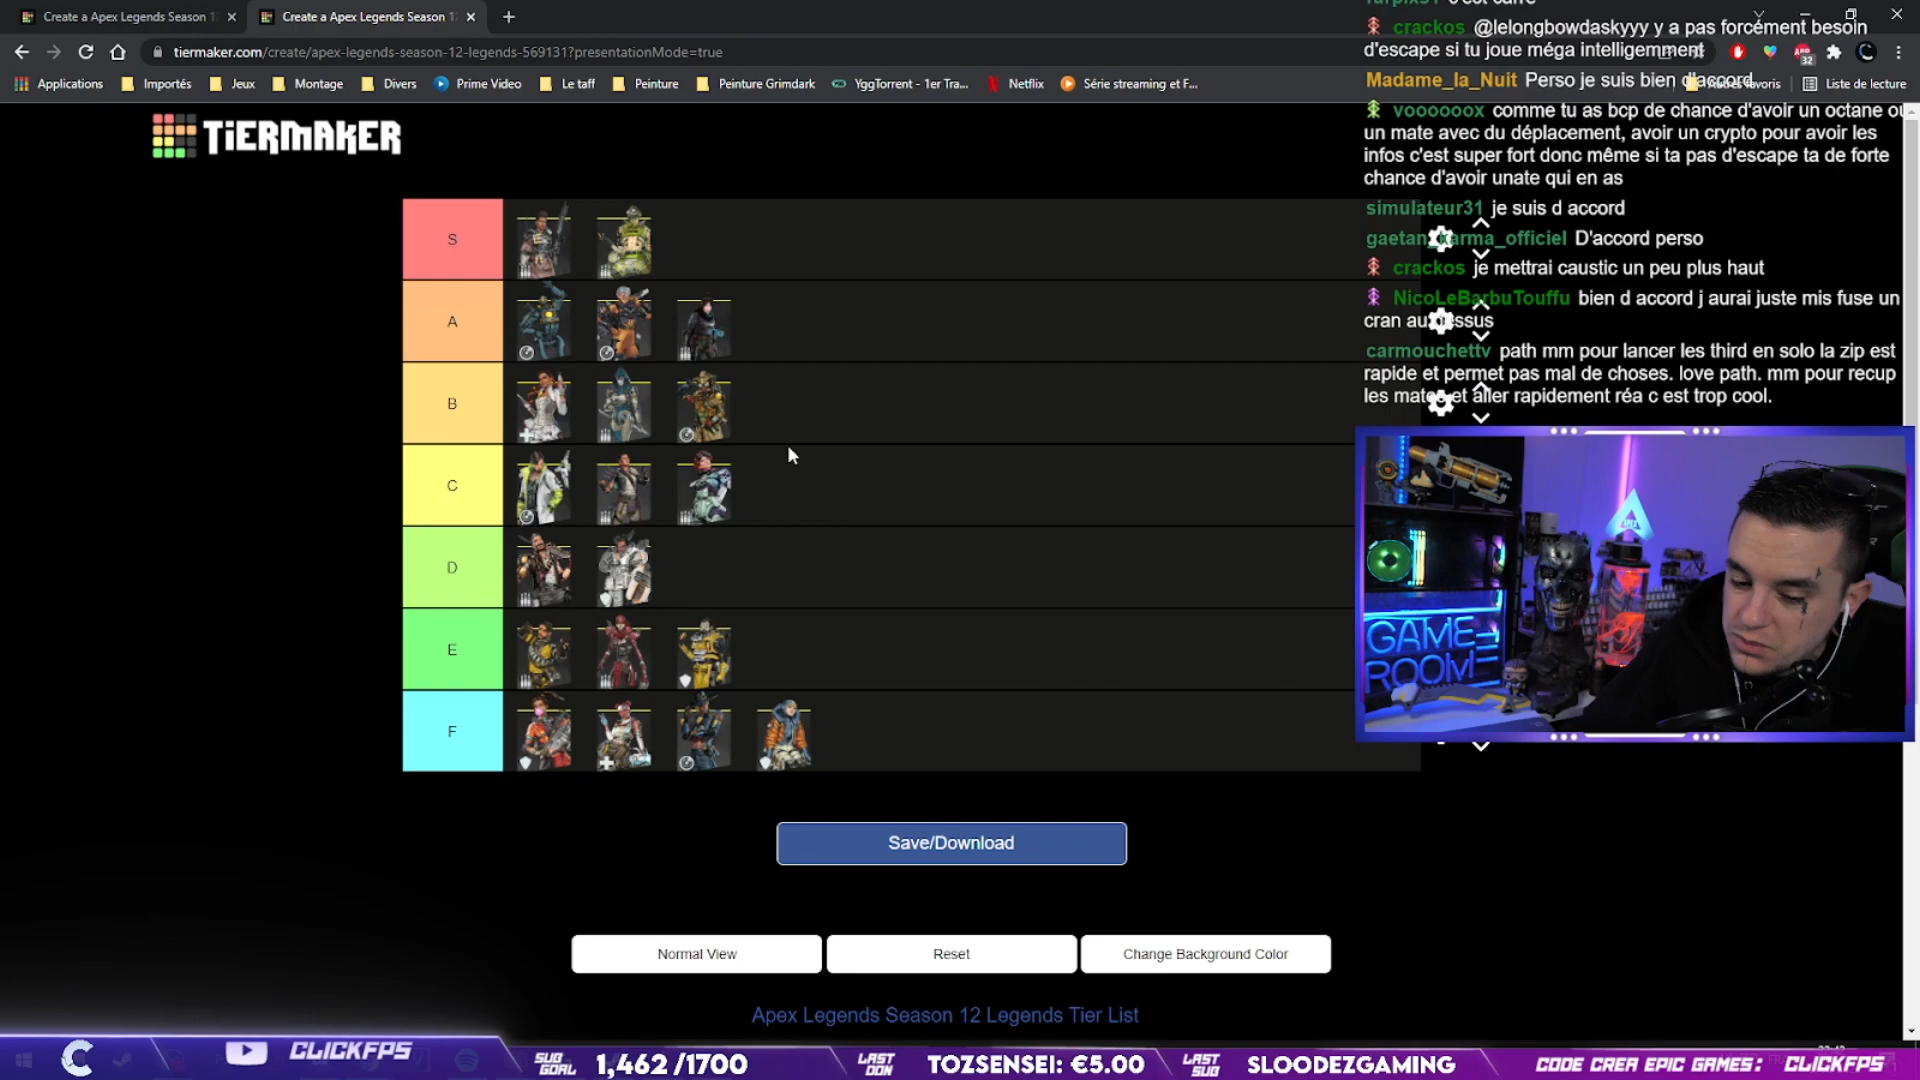 Create a Apex Legends Season 1
Create a Apex Legends Season 1
tiermaker.com/create/apex-legends-season-12-legends-569131?presentationMode=true
32
Applications
Importés
Jeux
Montage
Divers
Prime Video
Le taff
Peinture
Peinture Grimdark
YggTorrent - 1er Tra...
Netflix
Série streaming et F...
Autres favoris
Liste de lecture
TiERMAKER
S
A
B
C
D
E
F
Save/Download
Normal View
Reset
Change Background Color
Apex Legends Season 12 Legends Tier List
crackos @lelongbowdaskyyy y a pas forcément besoin
d'escape si tu joue méga intelligemment
Madame_la_Nuit Perso je suis bien d'accord
voooooox comme tu as bcp de chance d'avoir un octane ou
un mate avec du déplacement, avoir un crypto pour avoir les
infos c'est super fort donc même si ta pas d'escape ta de forte
chance d'avoir unate qui en as
simulateur31 je suis d accord
gaetan_karma_officiel D'accord perso
crackos je mettrai caustic un peu plus haut
NicoLeBarbuTouffu bien d accord j aurai juste mis fuse un
cran au dessus
carmouchettv path mm pour lancer les third en solo la zip est
rapide et permet pas mal de choses. love path. mm pour recup
les mates et aller rapidement réa c est trop cool.
GAME
ROOM
CLICKFPS
SUB GOAL 1,462 /1700
LAST DON TOZSENSEI: €5.00
LAST SUB SLOODEZGAMING
CODE CREA EPIC GAMES: CLICKFPS